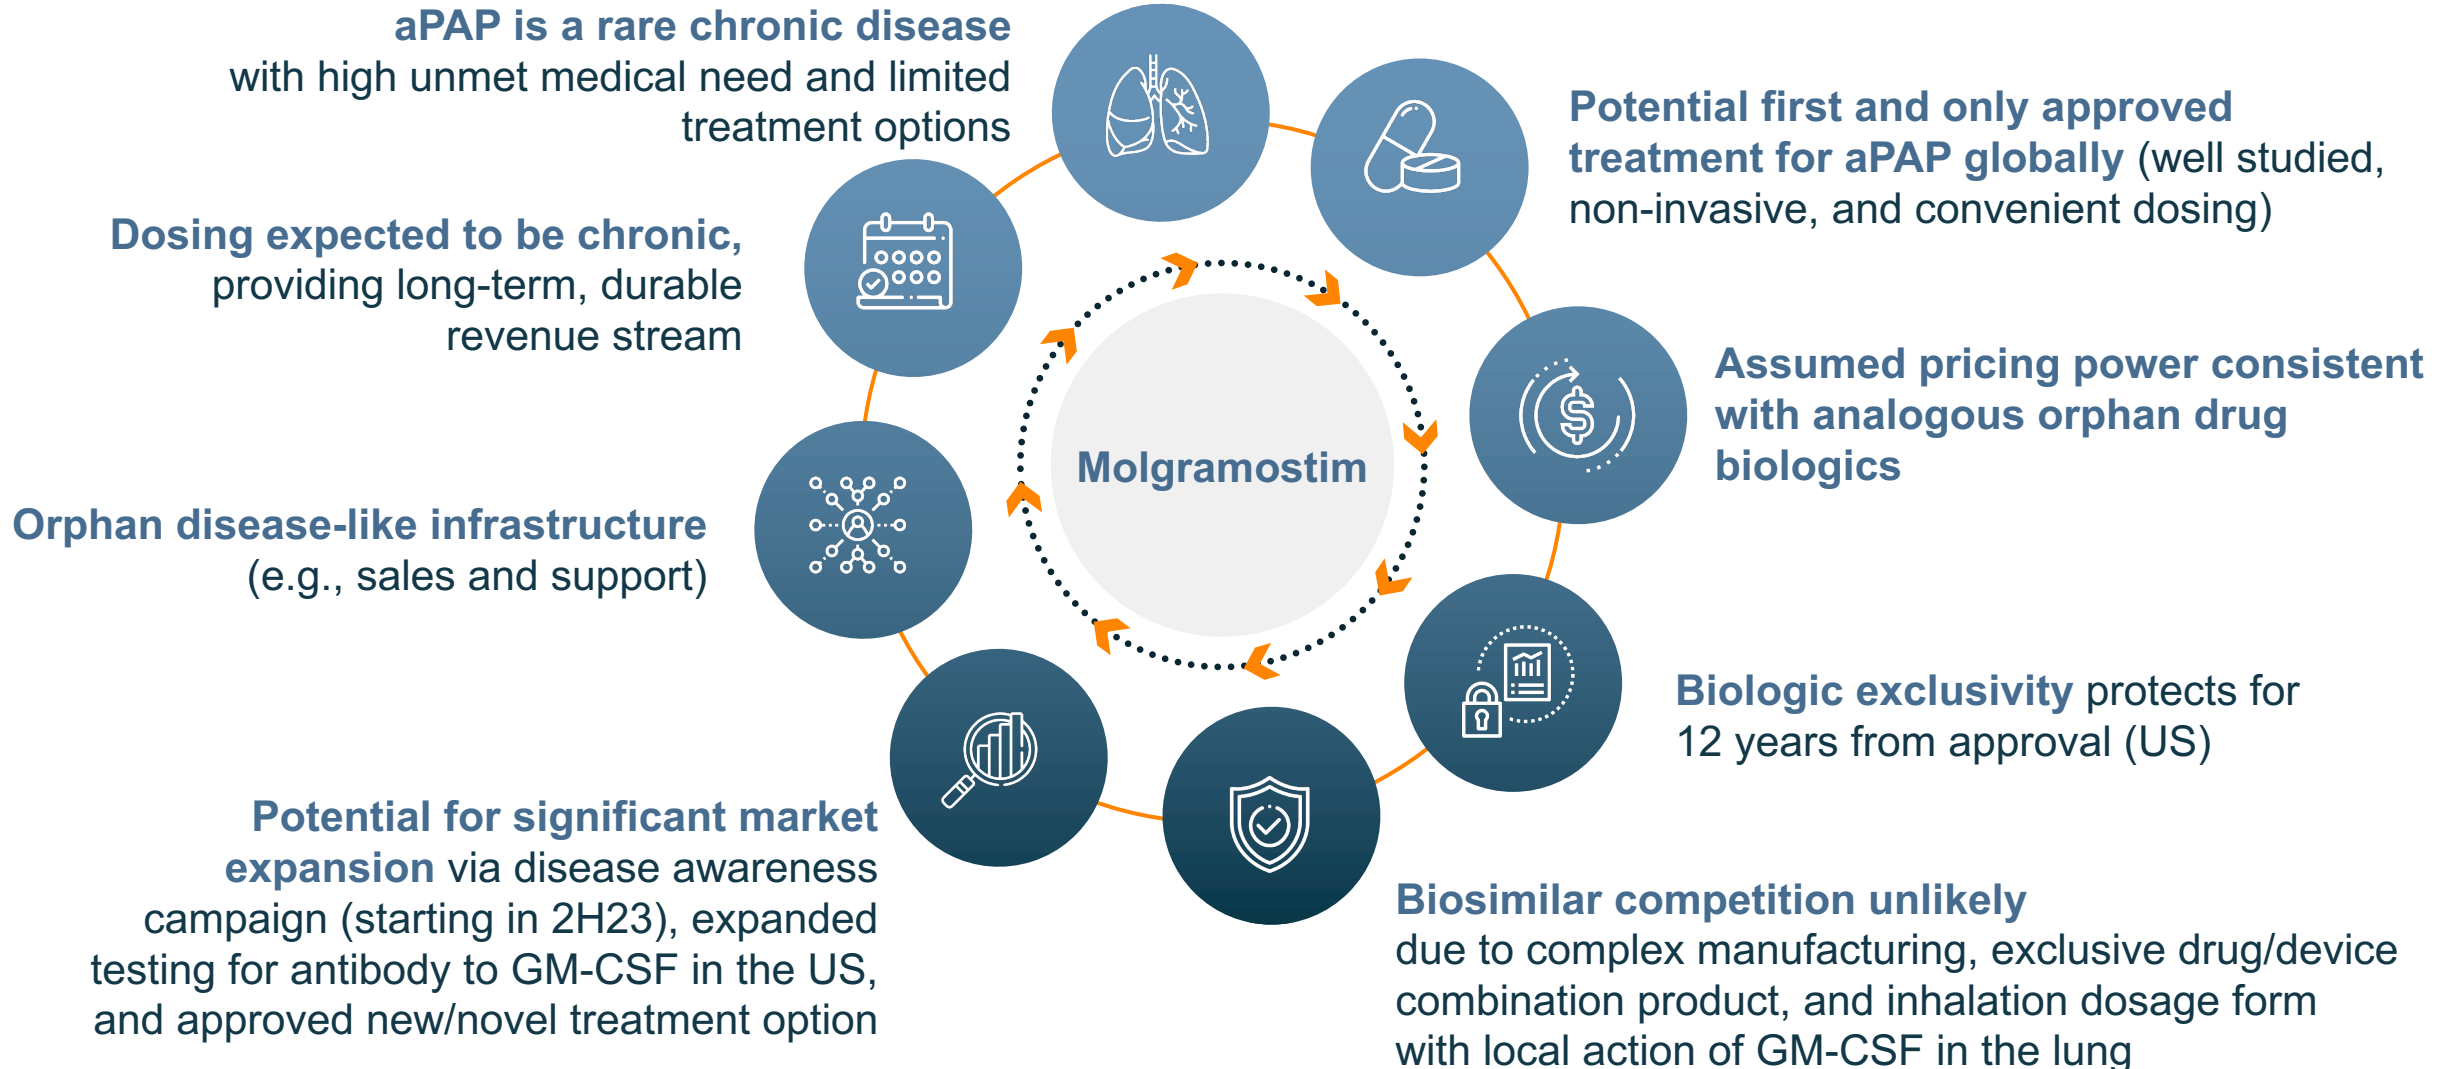 aPAP is a rare chronic disease
with high unmet medical need and limited
treatment options
Potential first and only approved
treatment for aPAP globally (well studied,
non-invasive, and convenient dosing)
Assumed pricing power consistent
with analogous orphan drug
biologics
Biologic exclusivity protects for
12 years from approval (US)
Biosimilar competition unlikely
due to complex manufacturing, exclusive drug/device
combination product, and inhalation dosage form
with local action of GM-CSF in the lung
Potential for significant market
expansion via disease awareness
campaign (starting in 2H23), expanded
testing for antibody to GM-CSF in the US,
and approved new/novel treatment option
Orphan disease-like infrastructure
(e.g., sales and support)
Dosing expected to be chronic,
providing long-term, durable
revenue stream
Molgramostim
$